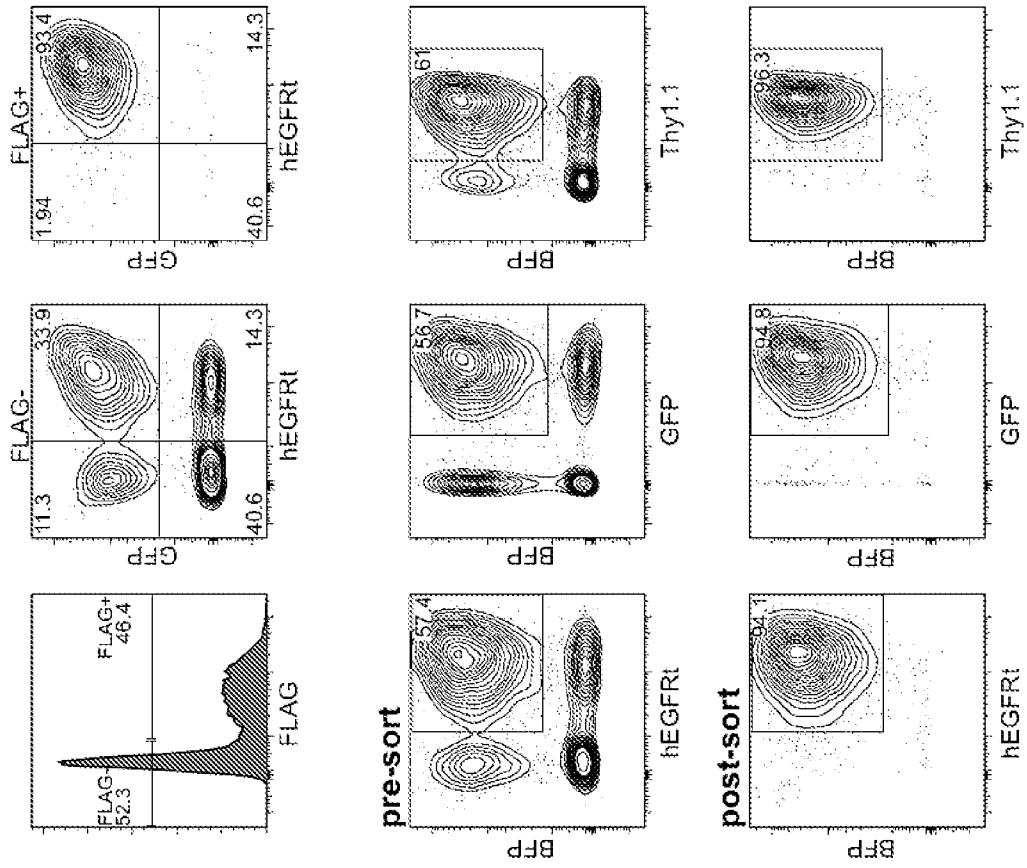 FLAG-
52.3
FLAG+
46.4
FLAG
FLAG-
11.3
33.9
40.6
14.3
GFP
hEGFRt
FLAG+
1.94
93.4
40.6
14.3
GFP
hEGFRt
pre-sort
57.4
BFP
hEGFRt
56.7
BFP
GFP
61
BFP
Thy1.1
post-sort
94.1
BFP
hEGFRt
94.8
BFP
GFP
96.3
BFP
Thy1.1